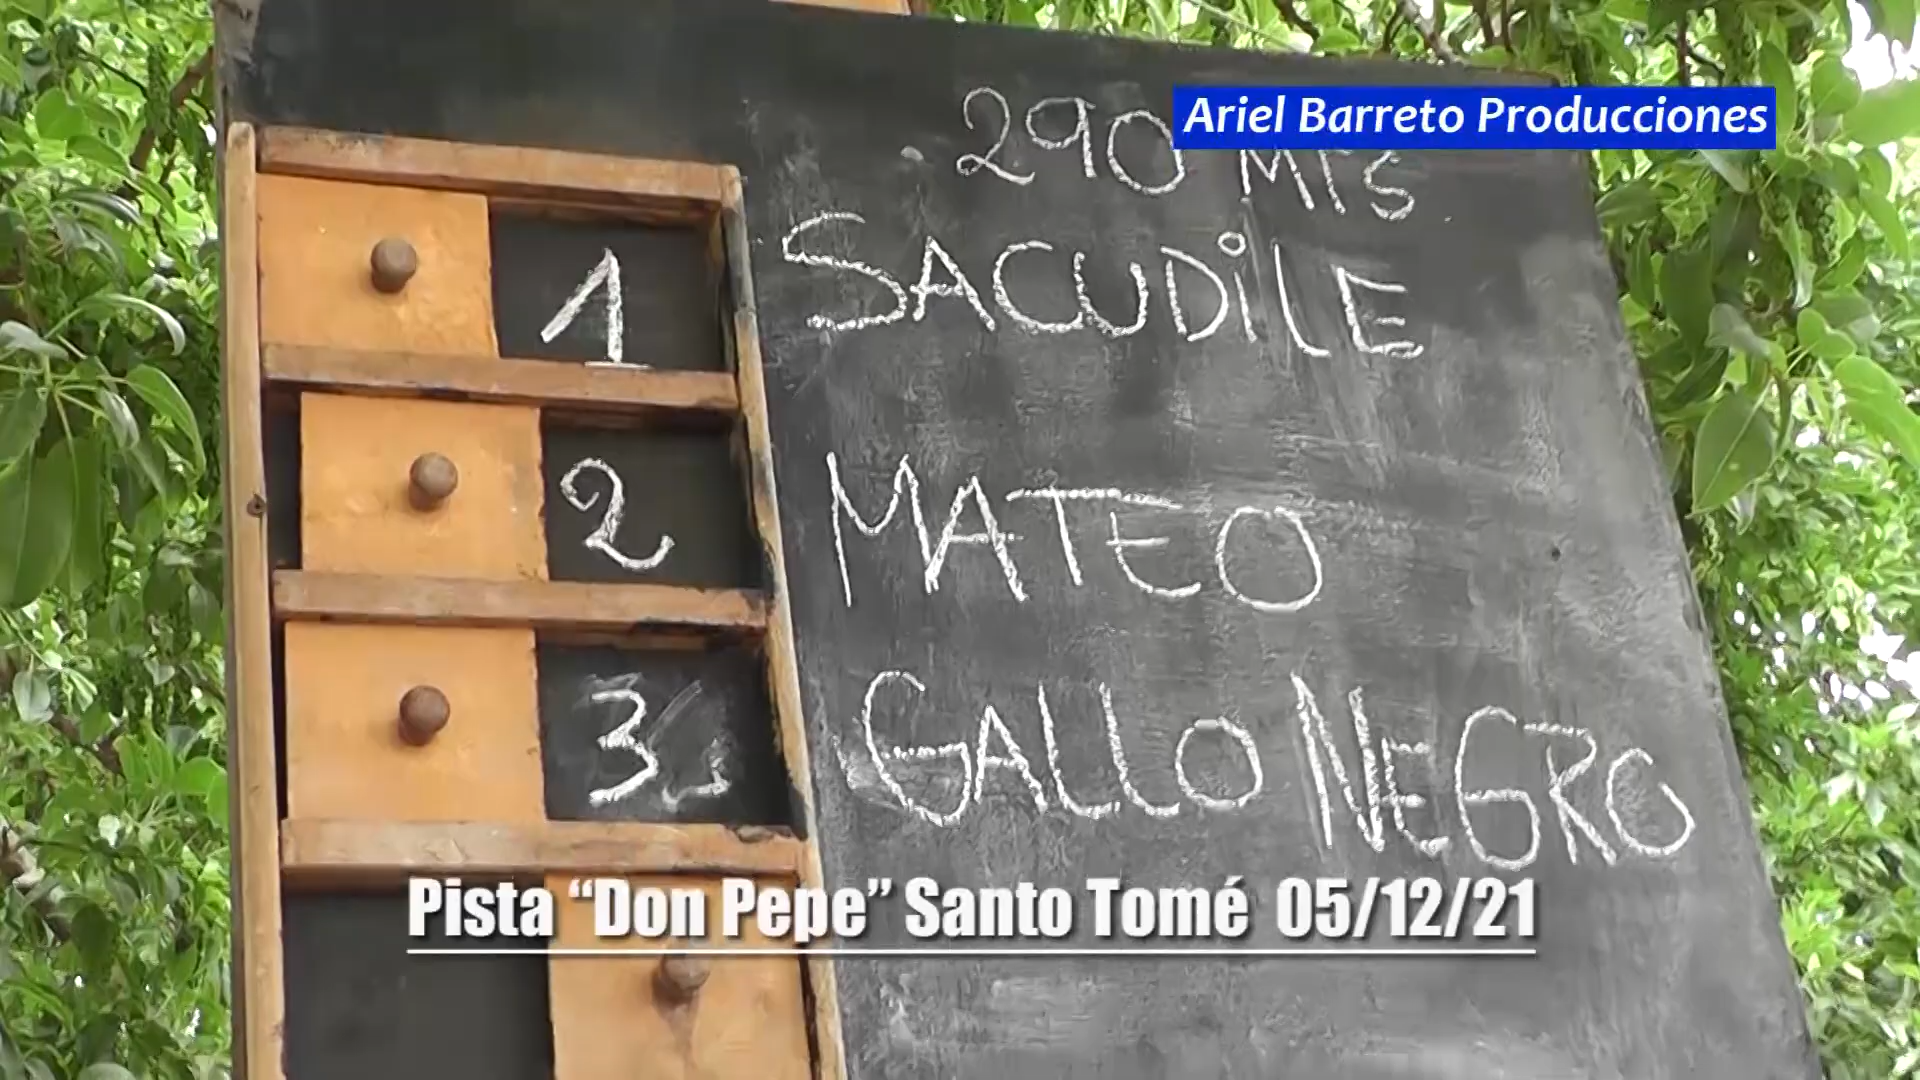 Ariel Barreto Producciones
290 MTS
1 SACUDiLE
2 MATEO
3 GALLO NEGRO
Pista “Don Pepe” Santo Tomé 05/12/21